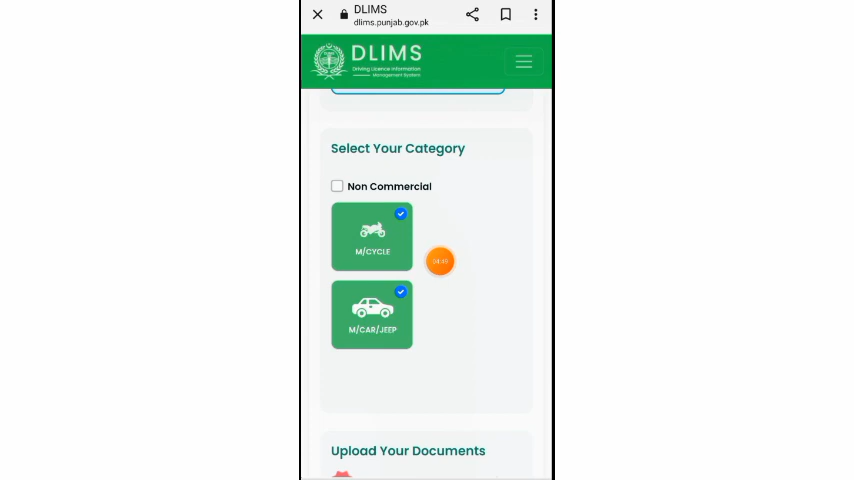 DLIMS
dlims.punjab.gov.pk
DLIMS
Driving Licence Information
Management System
Select Your Category
Non Commercial
M/CYCLE
M/CAR/JEEP
Upload Your Documents